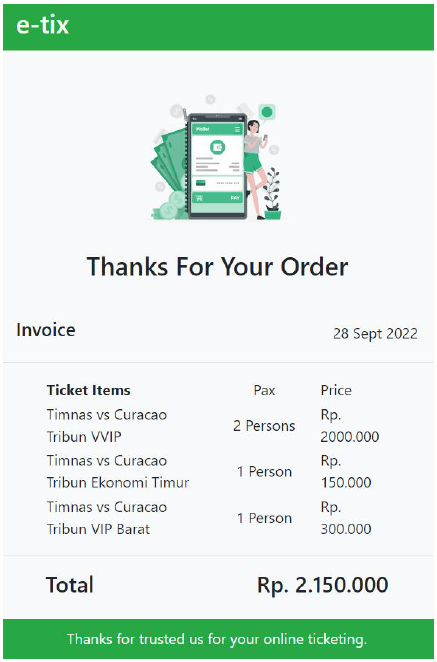 e-tix
Wallet
PAY
Thanks For Your Order
Invoice
28 Sept 2022
Ticket Items Pax Price
Timnas vs Curacao
Tribun VVIP
2 Persons
Rp.
2000.000
Timnas vs Curacao
Tribun Ekonomi Timur
1 Person
Rp.
150.000
Timnas vs Curacao
Tribun VIP Barat
1 Person
Rp.
300.000
Total Rp. 2.150.000
Thanks for trusted us for your online ticketing.